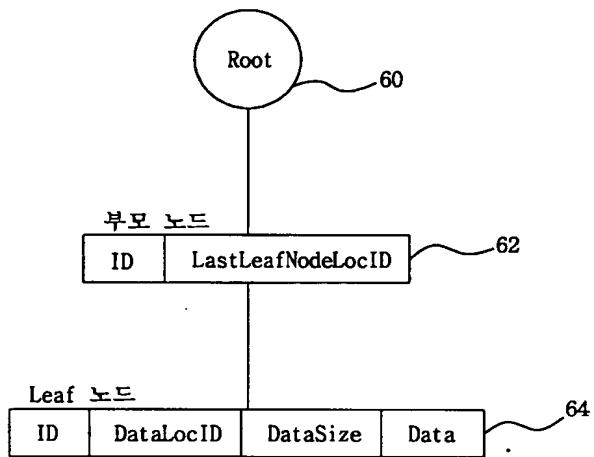 Root
60
부모 노드
ID LastLeafNodeLocID
62
Leaf 노드
ID DataLocID DataSize Data
64